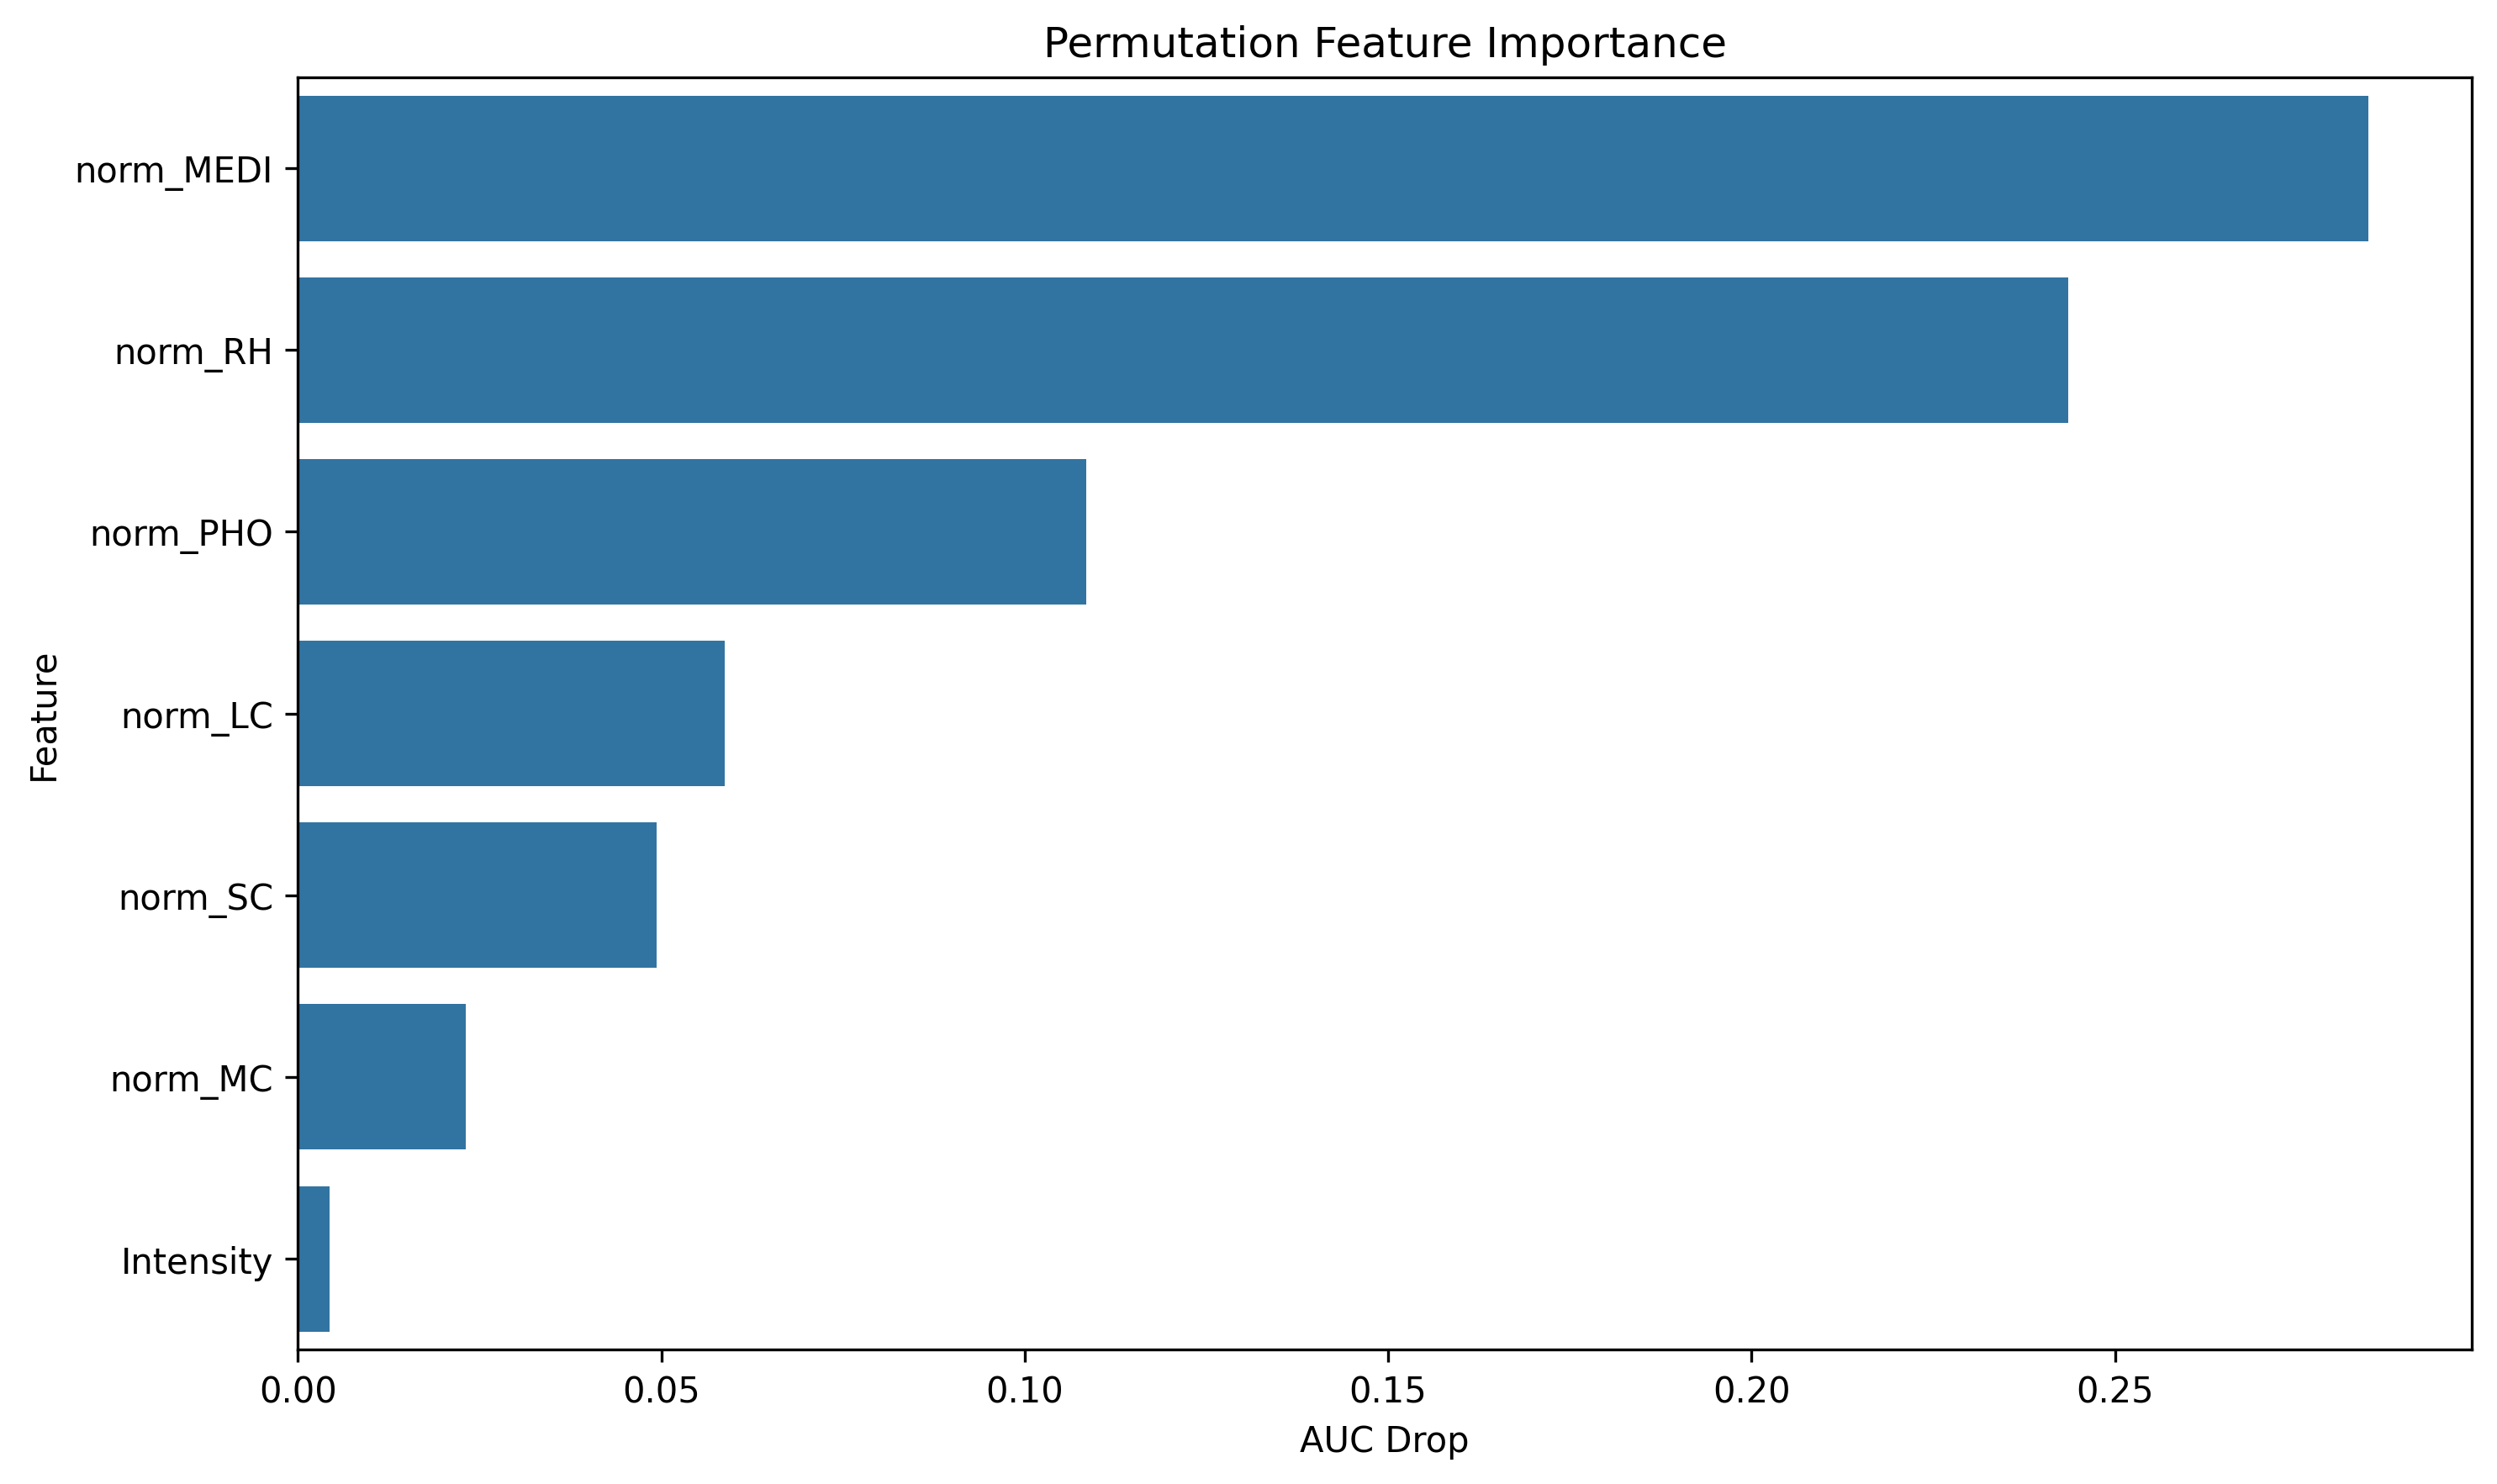 Permutation Feature Importance
Feature
norm_MEDI
norm_RH
norm_PHO
norm_LC
norm_SC
norm_MC
Intensity
0.00 0.05 0.10 0.15 0.20 0.25
AUC Drop